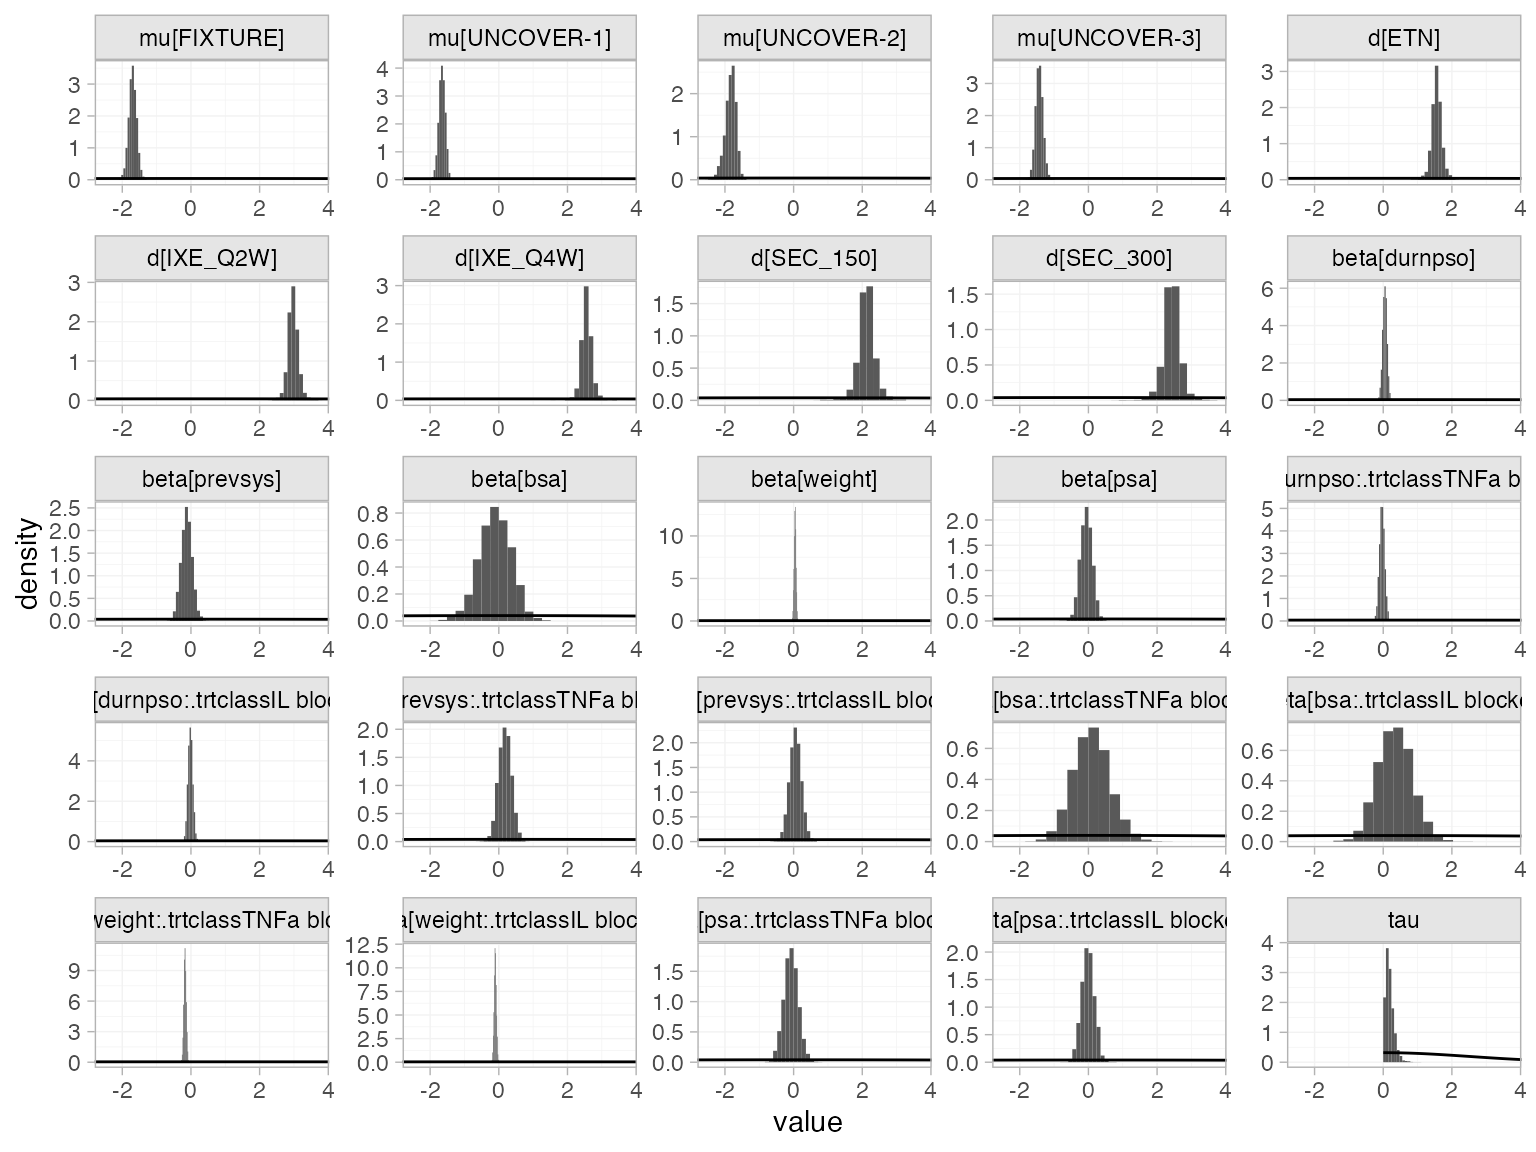 mu[FIXTURE] mu[UNCOVER-1] mu[UNCOVER-2] mu[UNCOVER-3] d[ETN]
3 2 1 0
4 3 2 1 0
2 1 0
3 2 1 0
3 2 1 0
-2 0 2 4 -2 0 2 4 -2 0 2 4 -2 0 2 4 -2 0 2 4
d[IXE_Q2W] d[IXE_Q4W] d[SEC_150] d[SEC_300] beta[durnpso]
3 2 1 0
3 2 1 0
1.5 1.0 0.5 0.0
1.5 1.0 0.5 0.0
6 4 2 0
-2 0 2 4 -2 0 2 4 -2 0 2 4 -2 0 2 4 -2 0 2 4
beta[prevsys] beta[bsa] beta[weight] beta[psa] urnpso:.trtclassTNFa b
2.5 2.0 1.5 1.0 0.5 0.0
0.8 0.6 0.4 0.2 0.0
10 5 0
2.0 1.5 1.0 0.5 0.0
5 4 3 2 1 0
-2 0 2 4 -2 0 2 4 -2 0 2 4 -2 0 2 4 -2 0 2 4
density
[durnpso:.trtclassIL bloc revsys:.trtclassTNFa bl [prevsys:.trtclassIL bloc [bsa:.trtclassTNFa bloc ta[bsa:.trtclassIL blocke
4 2 0
2.0 1.5 1.0 0.5 0.0
2.0 1.5 1.0 0.5 0.0
0.6 0.4 0.2 0.0
0.6 0.4 0.2 0.0
-2 0 2 4 -2 0 2 4 -2 0 2 4 -2 0 2 4 -2 0 2 4
weight:.trtclassTNFa blo a[weight:.trtclassIL bloc [psa:.trtclassTNFa bloc ta[psa:.trtclassIL blocke tau
9 6 3 0
12.5 10.0 7.5 5.0 2.5 0.0
1.5 1.0 0.5 0.0
2.0 1.5 1.0 0.5 0.0
4 3 2 1 0
-2 0 2 4 -2 0 2 4 -2 0 2 4 -2 0 2 4 -2 0 2 4
value